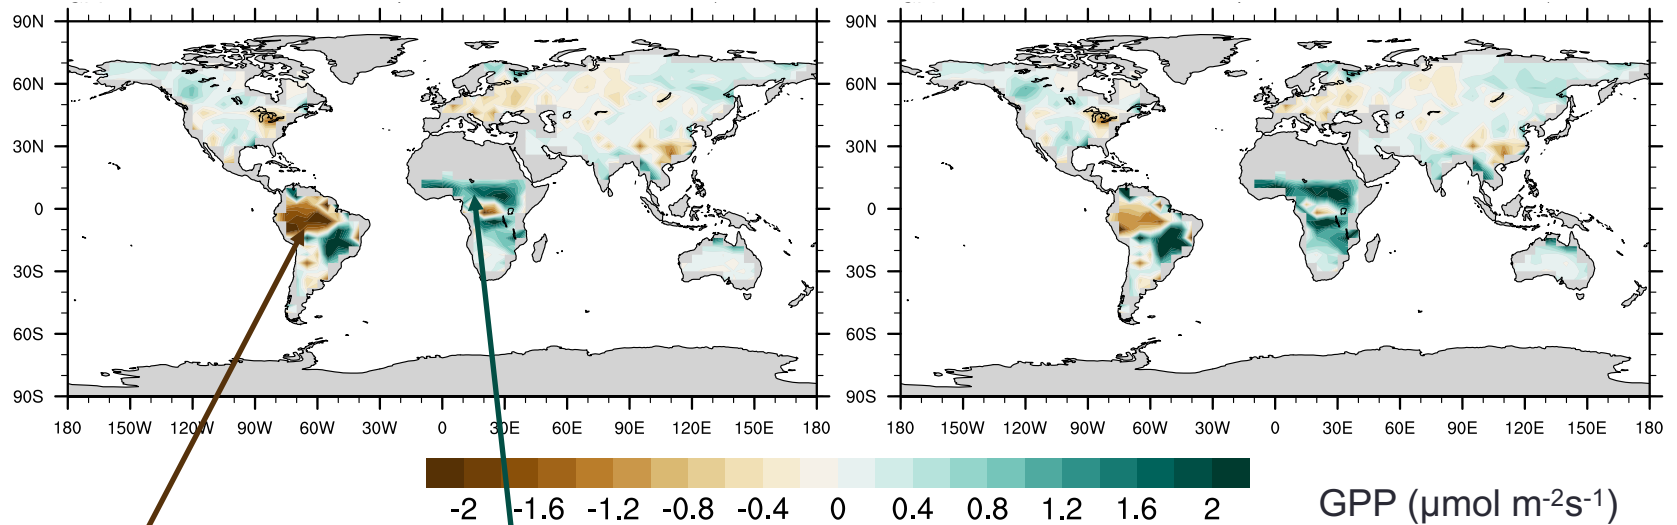 90N 90N
60N 60N
30N 30N
0 0
30S 30S
60S 60S
90S 90S
180 150W 120W 90W 60W 30W 0 30E 60E 90E 120E 150E 180 180 150W 120W 90W 60W 30W 0 30E 60E 90E 120E 150E 180
-2 -1.6 -1.2 -0.8 -0.4 0 0.4 0.8 1.2 1.6 2 GPP (µmol m-2s-1)